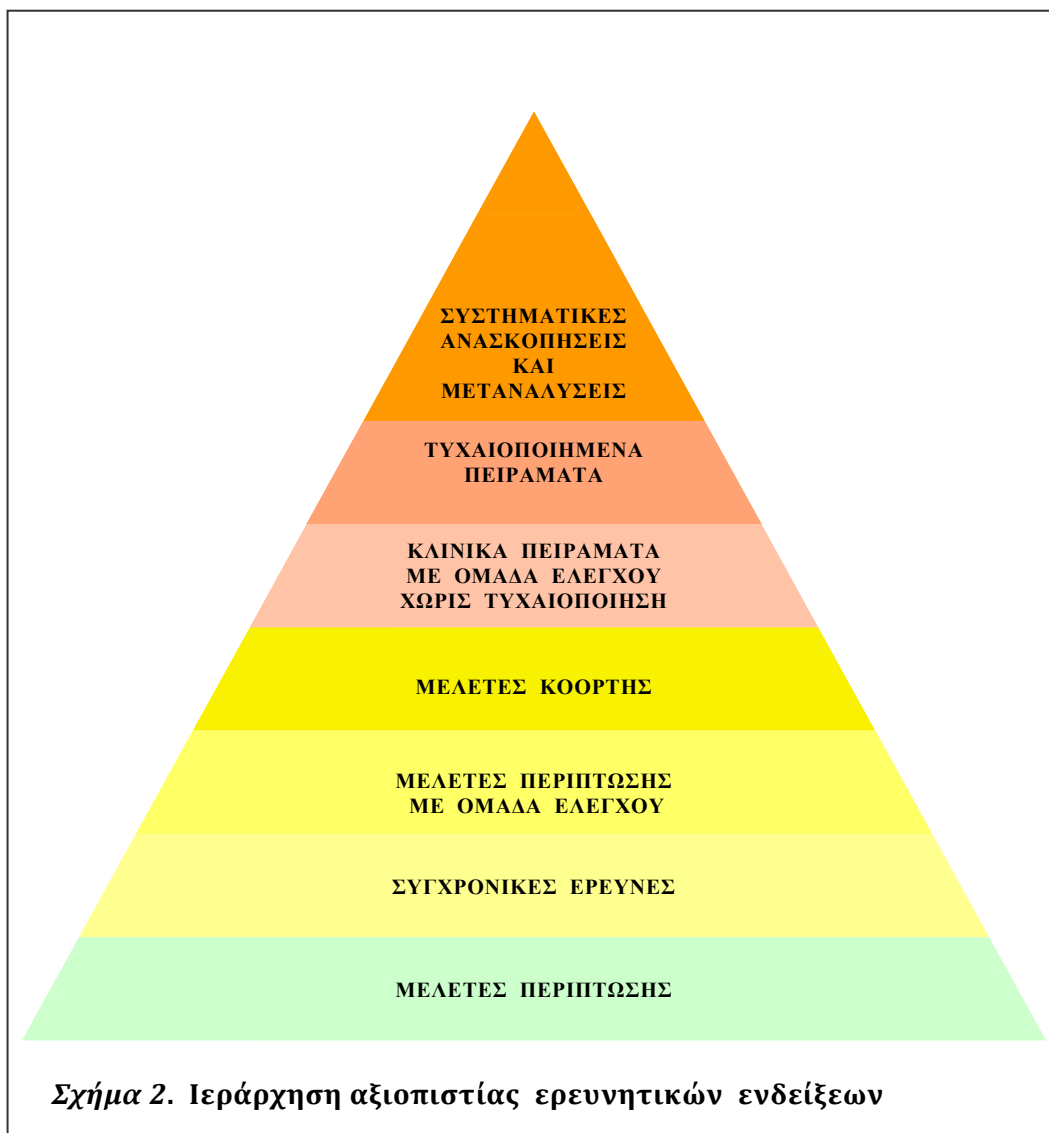 ΣΥΣΤΗΜΑΤΙΚΕΣ
ΑΝΑΣΚΟΠΗΣΕΙΣ
ΚΑΙ
ΜΕΤΑΝΑΛΥΣΕΙΣ
ΤΥΧΑΙΟΠΟΙΗΜΕΝΑ
ΠΕΙΡΑΜΑΤΑ
ΚΛΙΝΙΚΑ ΠΕΙΡΑΜΑΤΑ
ΜΕ ΟΜΑΔΑ ΕΛΕΓΧΟΥ
ΧΩΡΙΣ ΤΥΧΑΙΟΠΟΙΗΣΗ
ΜΕΛΕΤΕΣ ΚΟΟΡΤΗΣ
ΜΕΛΕΤΕΣ ΠΕΡΙΠΤΩΣΗΣ
ΜΕ ΟΜΑΔΑ ΕΛΕΓΧΟΥ
ΣΥΓΧΡΟΝΙΚΕΣ ΕΡΕΥΝΕΣ
ΜΕΛΕΤΕΣ ΠΕΡΙΠΤΩΣΗΣ
Σχήμα 2. Ιεράρχηση αξιοπιστίας ερευνητικών ενδείξεων